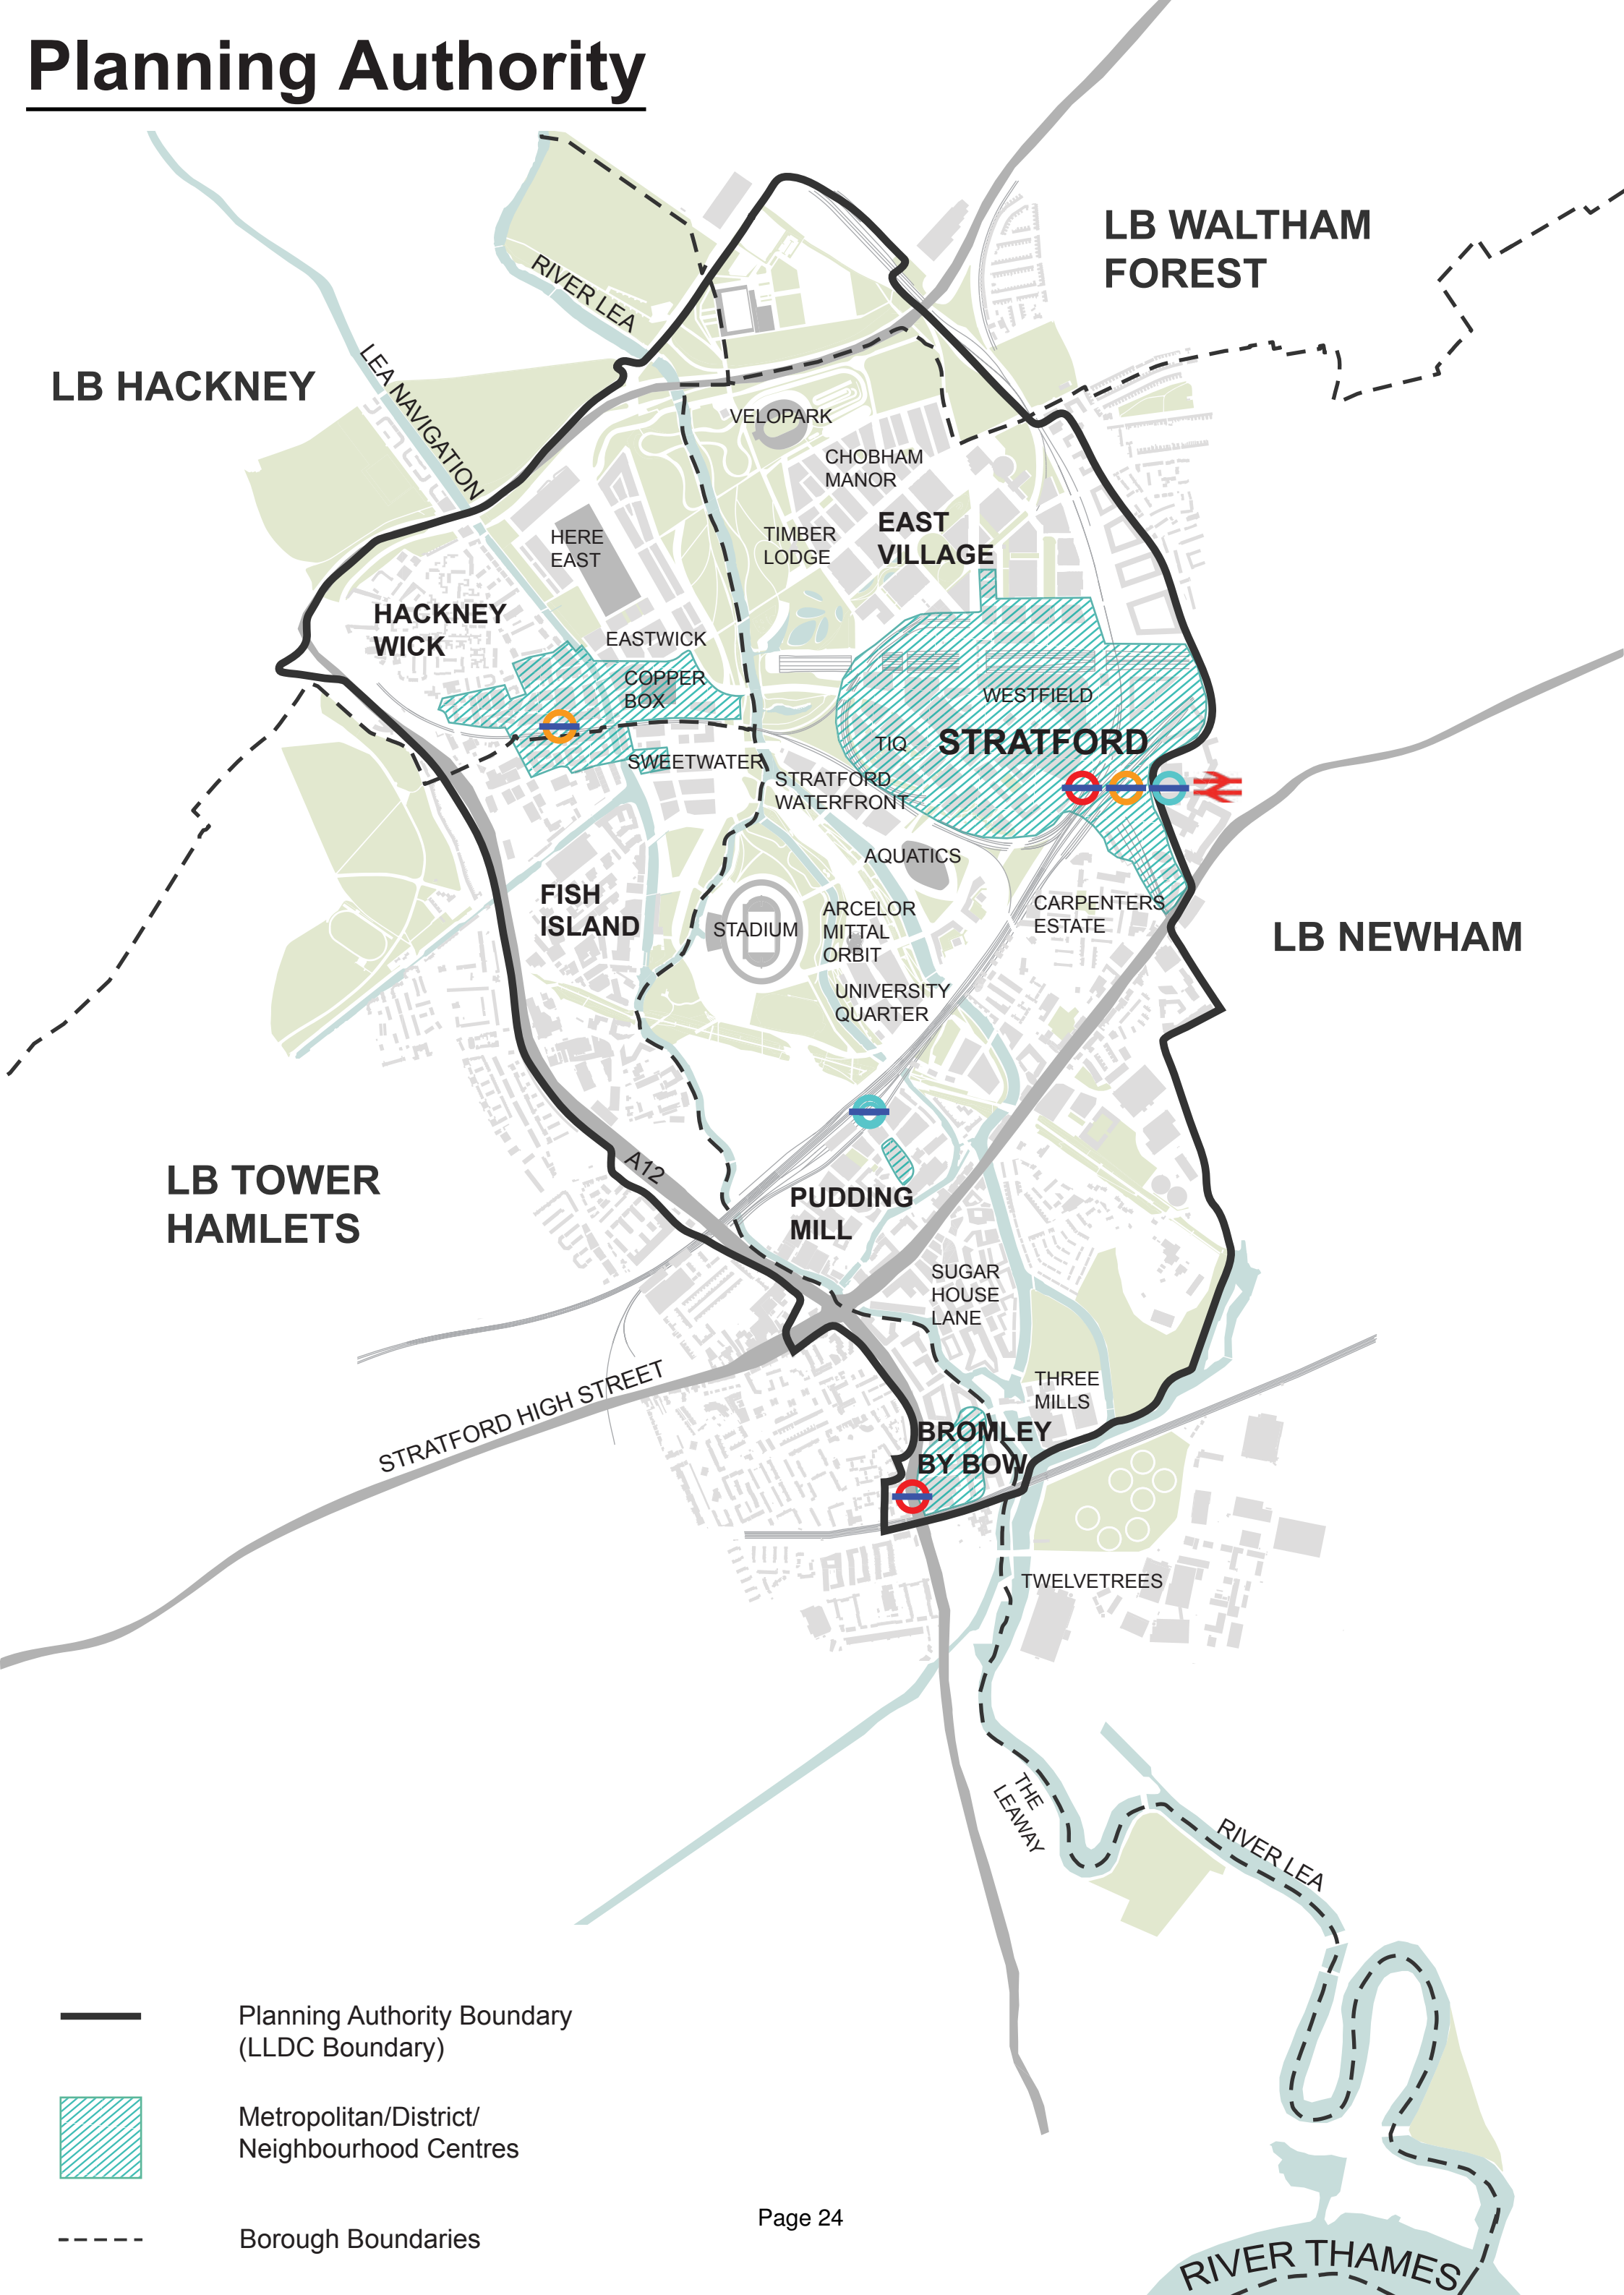 Planning Authority
LB WALTHAM
FOREST
RIVER LEA
LEA NAVIGATION
LB HACKNEY
VELOPARK
CHOBHAM
MANOR
EAST
VILLAGE
TIMBER
LODGE
HERE
EAST
HACKNEY
WICK
EASTWICK
COPPER
BOX
WESTFIELD
TIQ
STRATFORD
SWEETWATER
STRATFORD
WATERFRONT
AQUATICS
FISH
ISLAND
STADIUM
ARCELOR
MITTAL
ORBIT
CARPENTERS
ESTATE
LB NEWHAM
UNIVERSITY
QUARTER
A12
LB TOWER
HAMLETS
PUDDING
MILL
SUGAR
HOUSE
LANE
STRATFORD HIGH STREET
THREE
MILLS
BROMLEY
BY BOW
TWELVETREES
THE
LEAWAY
RIVER LEA
Planning Authority Boundary
(LLDC Boundary)
Metropolitan/District/
Neighbourhood Centres
Borough Boundaries
Page 24
RIVER THAMES